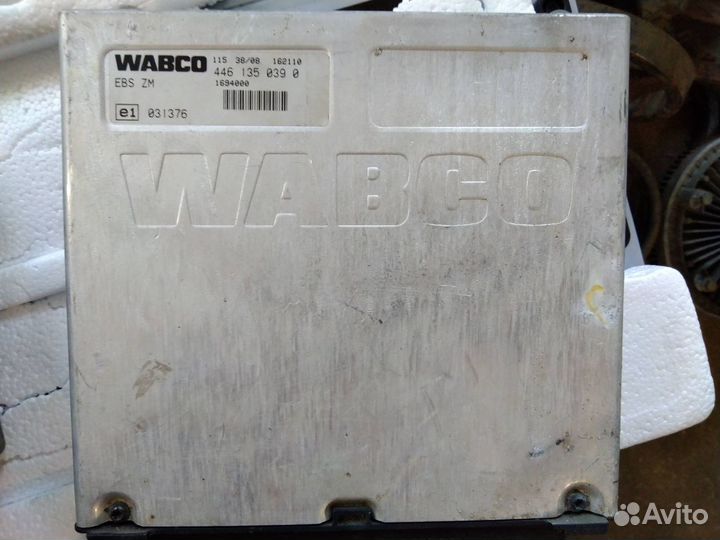 WABCO 115 38/08 162110
446 135 039 0
EBS ZM 1694000
e1 031376
WABCO
Avito